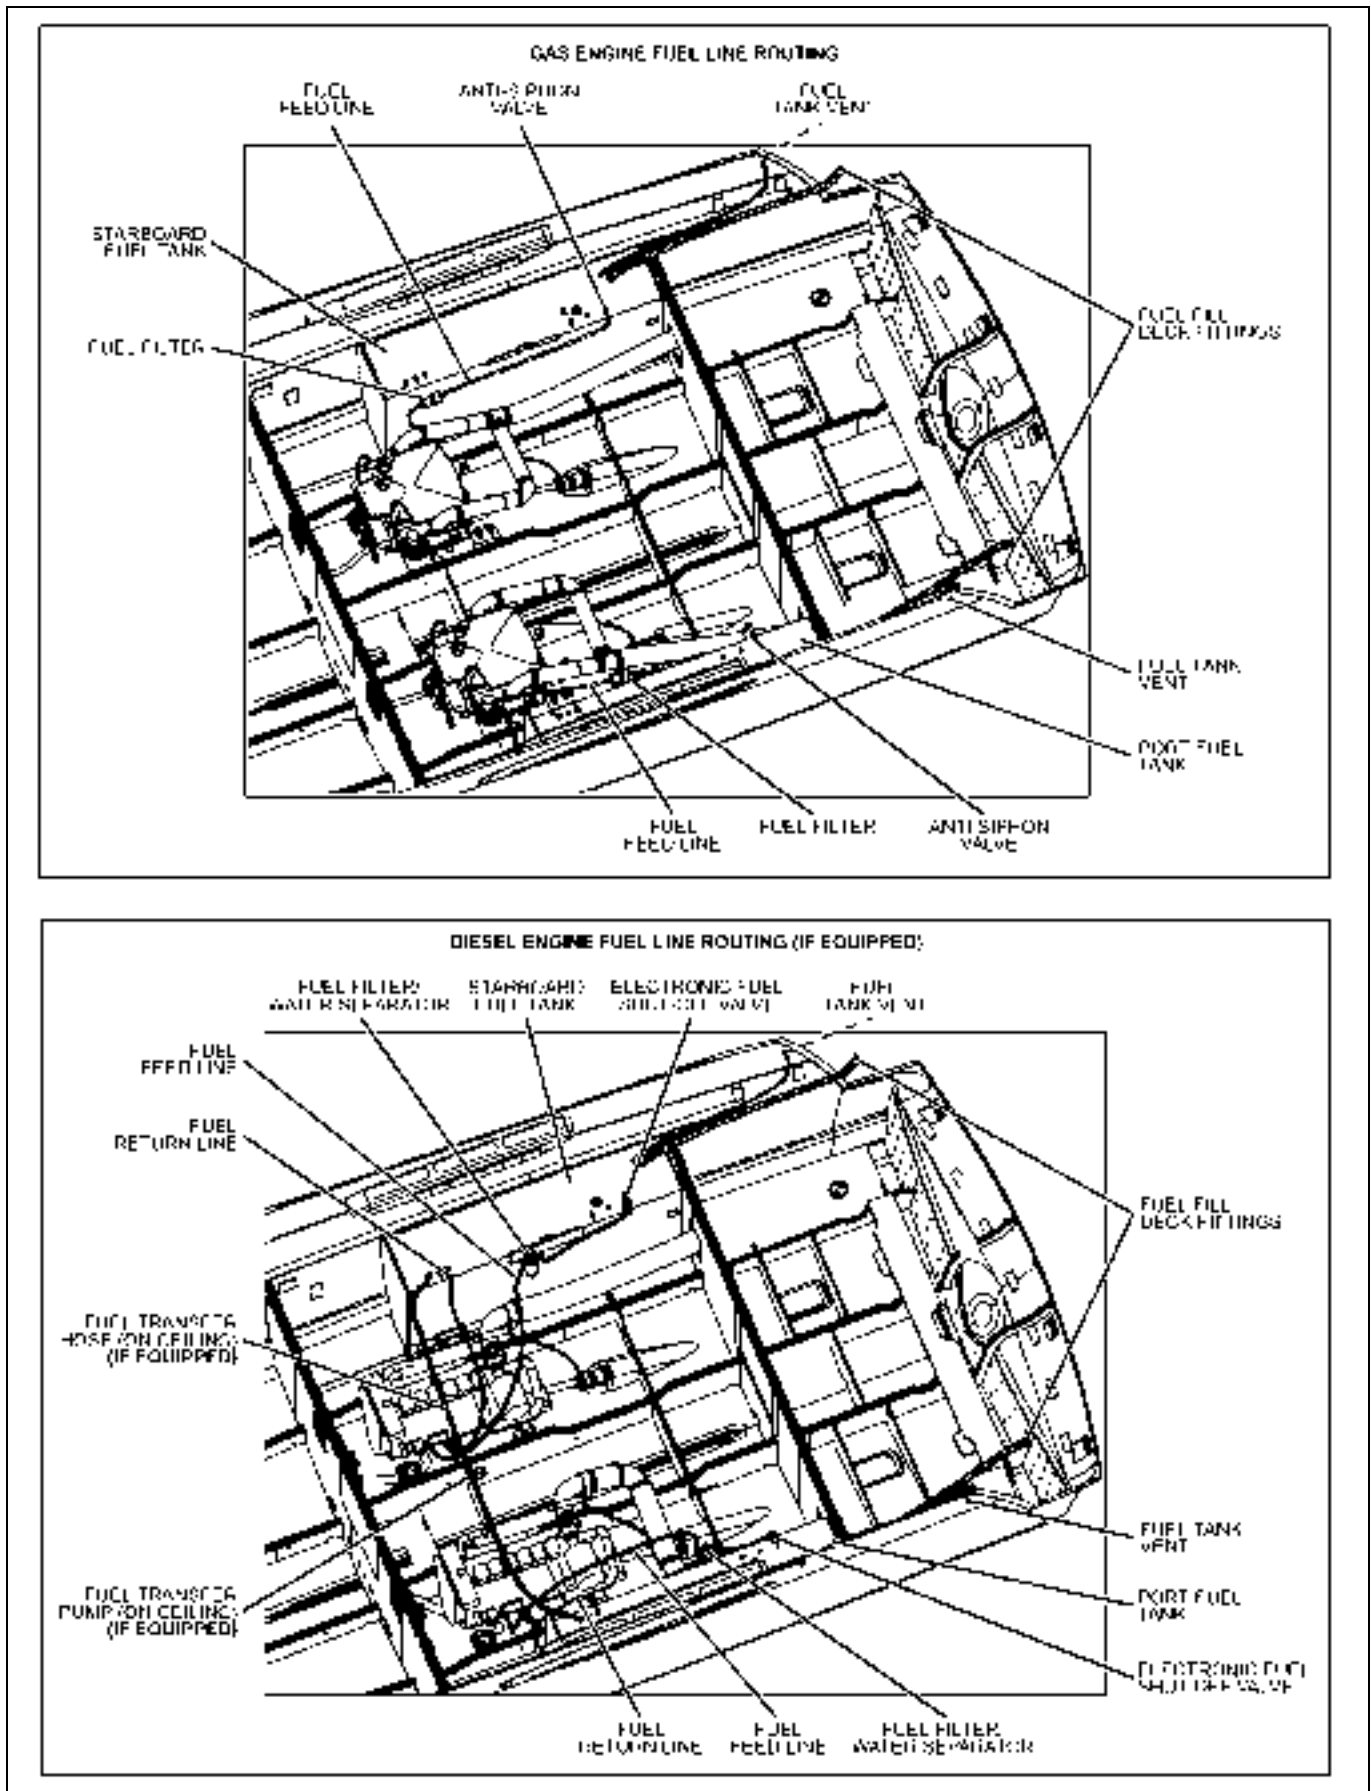 GAS ENGINE FUEL LINE ROUTING
FUEL
FEED LINE
ANTI-SIPHON
VALVE
FUEL
TANK VENT
STARBOARD
FUEL TANK
FUEL FILTER
FUEL FILL
DECK FITTINGS
FUEL TANK
VENT
PORT FUEL
TANK
FUEL
FEED LINE
FUEL FILTER
ANTI SIPHON
VALVE
DIESEL ENGINE FUEL LINE ROUTING (IF EQUIPPED)
FUEL FILTER/
WATER SEPARATOR
STARBOARD
FUEL TANK
ELECTRONIC FUEL
SHUT-OFF VALVE
FUEL
TANK VENT
FUEL
FEED LINE
FUEL
RETURN LINE
FUEL FILL
DECK FITTINGS
FUEL TRANSFER
HOSE (ON CEILING)
(IF EQUIPPED)
FUEL TANK
VENT
FUEL TRANSFER
PUMP (ON CEILING)
(IF EQUIPPED)
PORT FUEL
TANK
ELECTRONIC FUEL
SHUT OFF VALVE
FUEL
RETURN LINE
FUEL
FEED LINE
FUEL FILTER/
WATER SEPARATOR